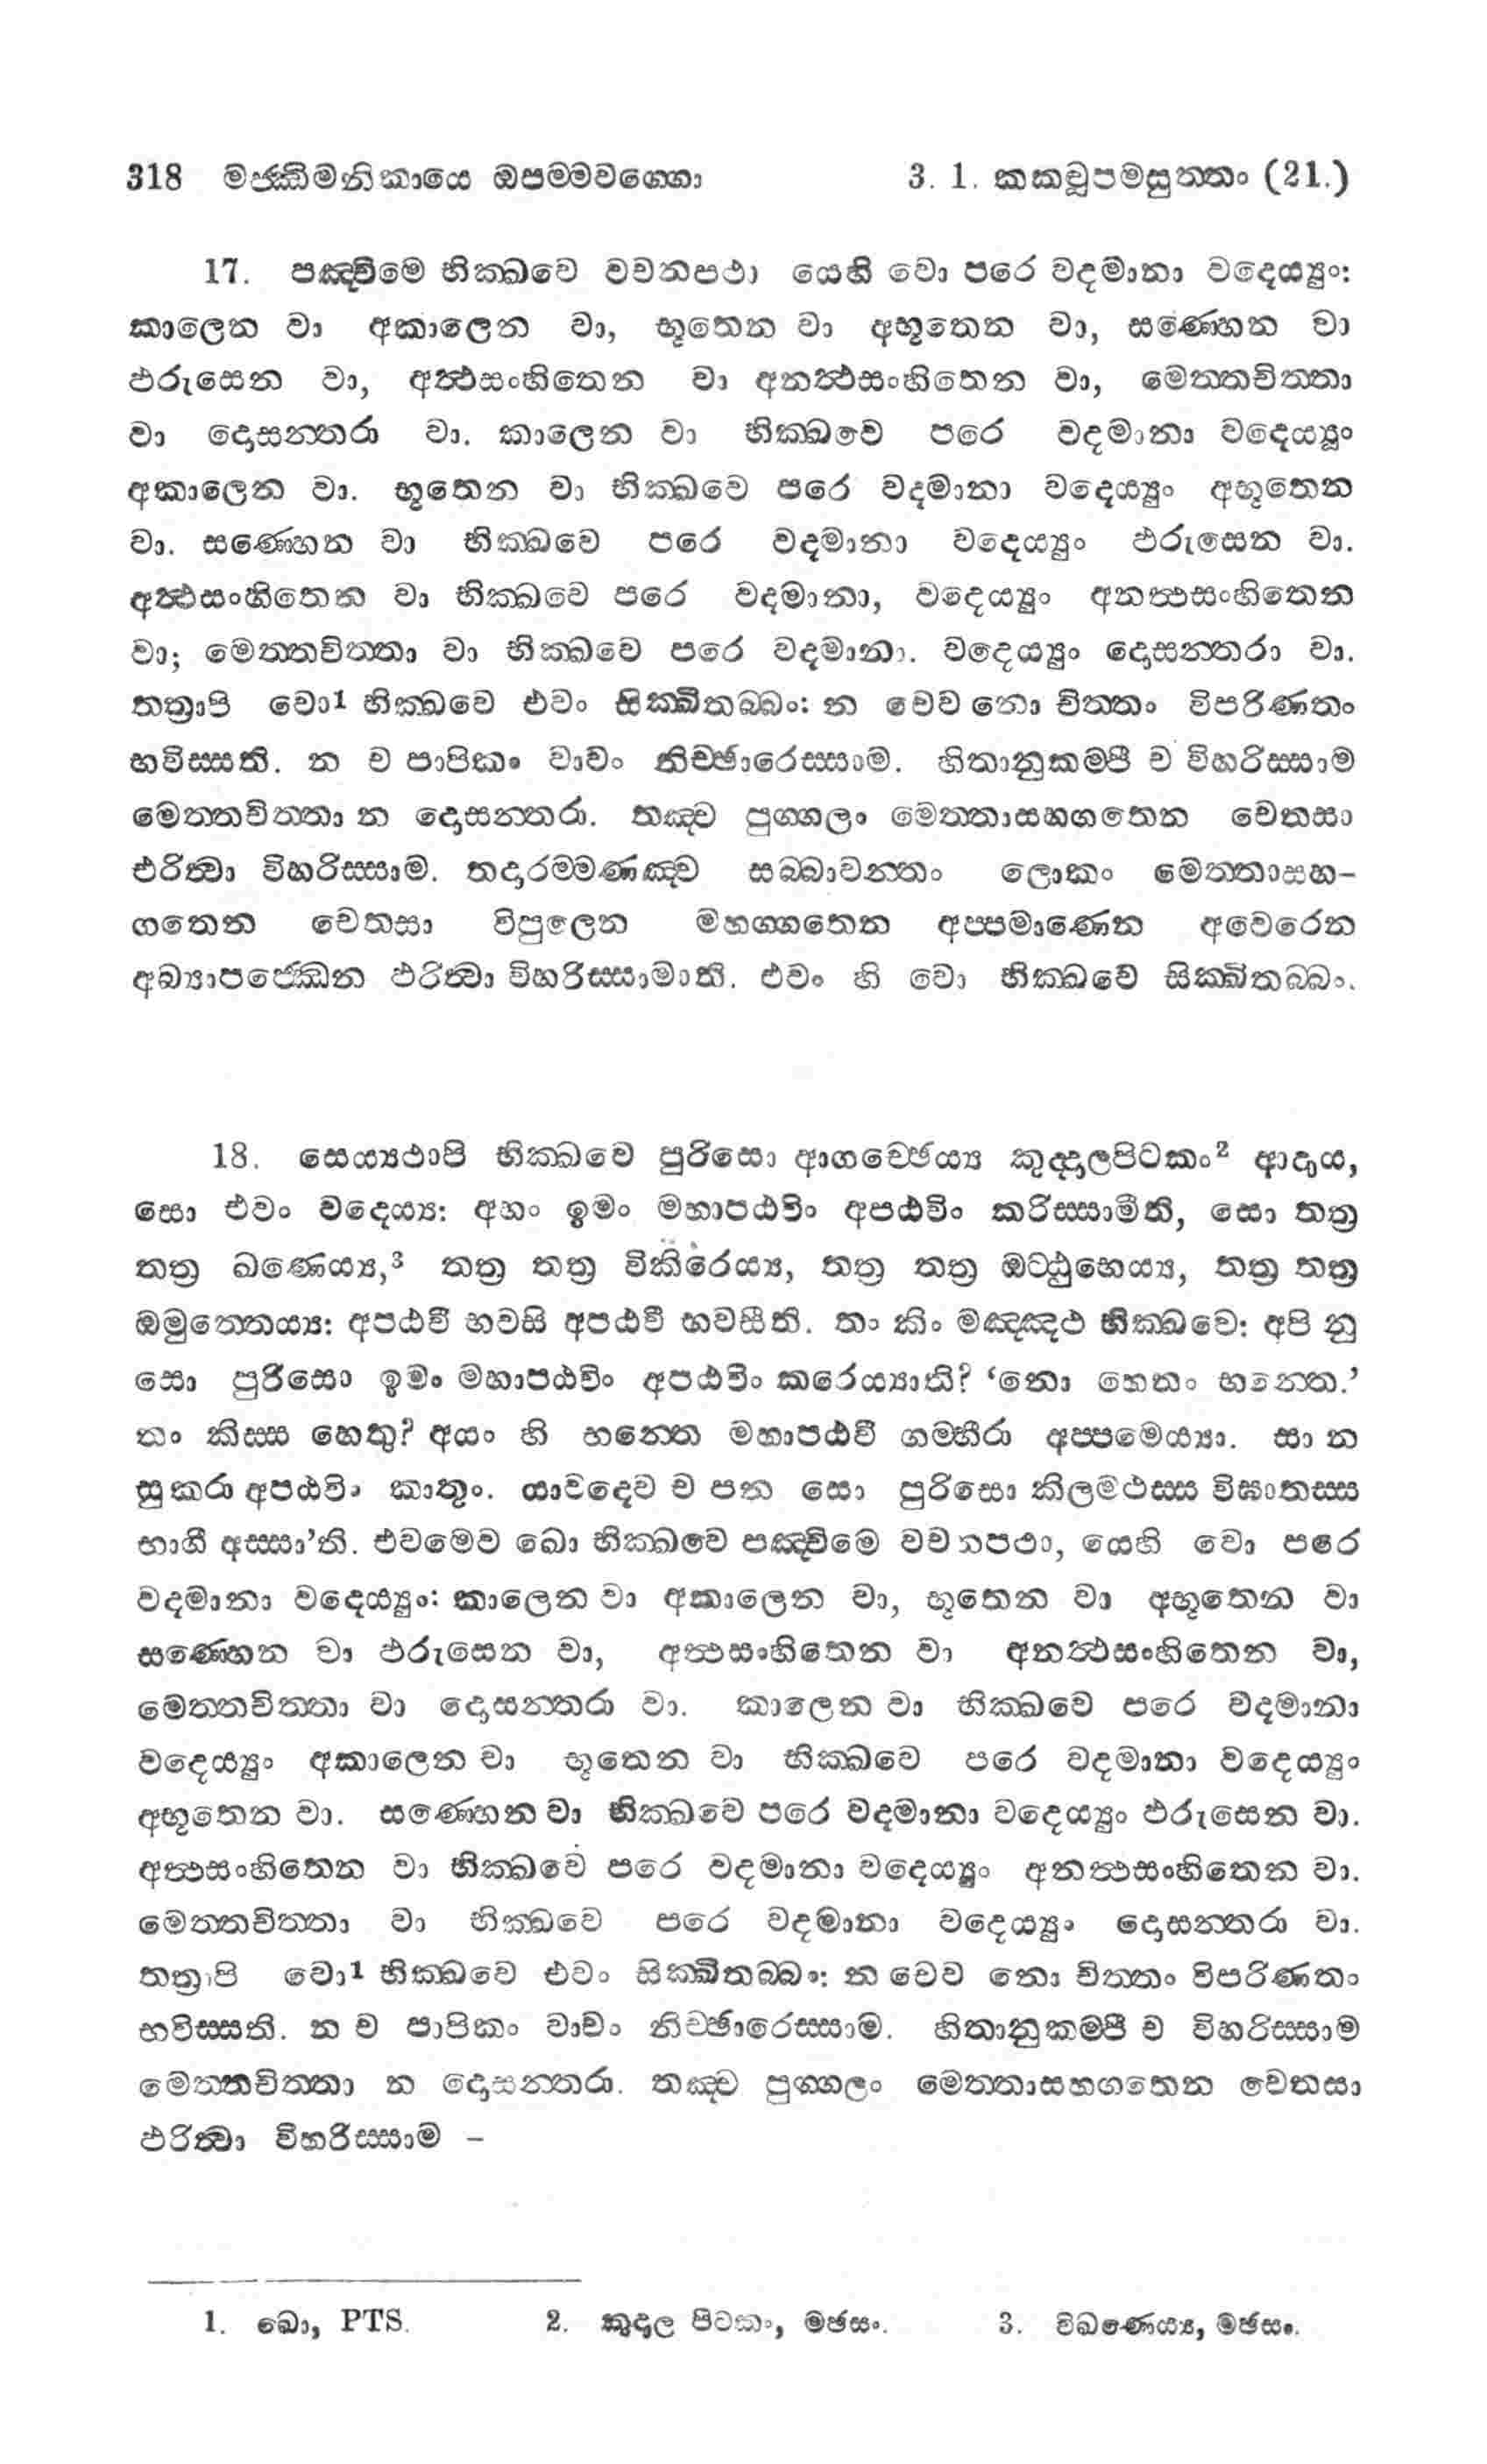 318 මජ්ඣිමනිකායෙ ඔපම්මවග්ගො 3. 1. කකචූපමසුත්තං (21.)
17. පඤ්චිමෙ භික්ඛවෙ වචනපථා යෙහි වො පරෙ වදමානා වදෙය්‍යුං:
කාලෙන වා අකාලෙන වා, භූතෙන වා අභූතෙන වා, සණ්හෙන වා
ඵරුසෙන වා, අත්ථසංහිතෙන වා අනත්ථසංහිතෙන වා, මෙත්තචිත්තා
වා දොසන්තරා වා. කාලෙන වා භික්ඛවෙ පරෙ වදමානා වදෙය්‍යූං
අකාලෙන වා. භූතෙන වා භික්ඛවෙ පරෙ වදමානා වදෙය්‍යුං අභූතෙන
වා. සණ්හෙන වා භික්ඛවෙ පරෙ වදමානා වදෙය්‍යුං ඵරුසෙන වා.
අත්ථසංහිතෙන වා භික්ඛවෙ පරෙ වදමානා, වදෙය්‍යුං අනත්ථසංහිතෙන
වා; මෙත්තචිත්තා වා භික්ඛවෙ පරෙ වදමානා. වදෙය්‍යුං දොසන්තරා වා.
තත්‍රාපි වො1 භික්ඛවෙ එවං සික්ඛිතබ්බං: න චෙව නො චිත්තං විපරිණතං
භවිස්සති. න ච පාපිකං වාචං නිච්ඡාරෙස්සාම. හිතානුකම්පී ච විහරිස්සාම
මෙත්තචිත්තා න දොසන්තරා. තඤ්ච පුග්ගලං මෙත්තාසහගතෙන චෙතසා
එරිත්‍වා විහරිස්සාම. තදාරම්මණඤ්ච සබ්බාවන්තං ලොකං මෙත්තාසහ-
ගතෙන චෙතසා විපුලෙන මහග්ගතෙන අප්පමාණෙන අවෙරෙන
අබ්‍යාපජ්ඣෙන ඵරිත්‍වා විහරිස්සාමාති. එවං හි වො භික්ඛවෙ සික්ඛිතබ්බං.
18. සෙය්‍යථාපි භික්ඛවෙ පුරිසො ආගච්ඡෙය්‍ය කුද්දාලපිටකං2 ආදාය,
සො එවං වදෙය්‍ය: අහං ඉමං මහාපඨවිං අපඨවිං කරිස්සාමීති, සො තත්‍ර
තත්‍ර ඛණෙය්‍ය,3 තත්‍ර තත්‍ර විකිරෙය්‍ය, තත්‍ර තත්‍ර ඔට්ඨුභෙය්‍ය, තත්‍ර තත්‍ර
ඔමුත්තෙය්‍ය: අපඨවී භවසි අපඨවී භවසීති. තං කිං මඤ්ඤථ භික්ඛවෙ: අපි නු
සො පුරිසො ඉමං මහාපඨවිං අපඨවිං කරෙය්‍යාති? ‘නො හෙතං භන්තෙ.’
තං කිස්ස හෙතු? අයං හි භන්තෙ මහාපඨවී ගම්භීරා අප්පමෙය්‍යා. සා න
සුකරා අපඨවිං කාතුං. යාවදෙව ච පන සො පුරිසො කිලමථස්ස විඝාතස්ස
භාගී අස්සා’ති. එවමෙව ඛො භික්ඛවෙ පඤ්චිමෙ වචනපථා, යෙහි වො පරෙ
වදමානා වදෙය්‍යුං: කාලෙන වා අකාලෙන වා, භූතෙන වා අභූතෙන වා
සණ්හෙන වා ඵරුසෙන වා, අත්ථසංහිතෙන වා අනත්ථසංහිතෙන වා,
මෙත්තචිත්තා වා දොසන්තරා වා. කාලෙන වා භික්ඛවෙ පරෙ වදමානා
වදෙය්‍යුං අකාලෙන වා භූතෙන වා භික්ඛවෙ පරෙ වදමානා වදෙය්‍යුං
අභූතෙන වා. සණ්හෙන වා භික්ඛවෙ පරෙ වදමානා වදෙය්‍යුං ඵරුසෙන වා.
අත්ථසංහිතෙන වා භික්ඛවෙ පරෙ වදමානා වදෙය්‍යුං අනත්ථසංහිතෙන වා.
මෙත්තචිත්තා වා භික්ඛවෙ පරෙ වදමානා වදෙය්‍යුං දොසන්තරා වා.
තත්‍රාපි වො1 භික්ඛවෙ එවං සික්ඛිතබ්බං: න චෙව නො චිත්තං විපරිණතං
භවිස්සති. න ච පාපිකං වාචං නිච්ඡාරෙස්සාම. හිතානුකම්පී ච විහරිස්සාම
මෙත්තචිත්තා න දොසන්තරා. තඤ්ච පුග්ගලං මෙත්තාසහගතෙන චෙතසා
ඵරිත්‍වා විහරිස්සාම –
1. ඛො, PTS. 2. කුදාල පිටකං, මඡසං. 3. විඛණෙය්‍ය, මඡසං.